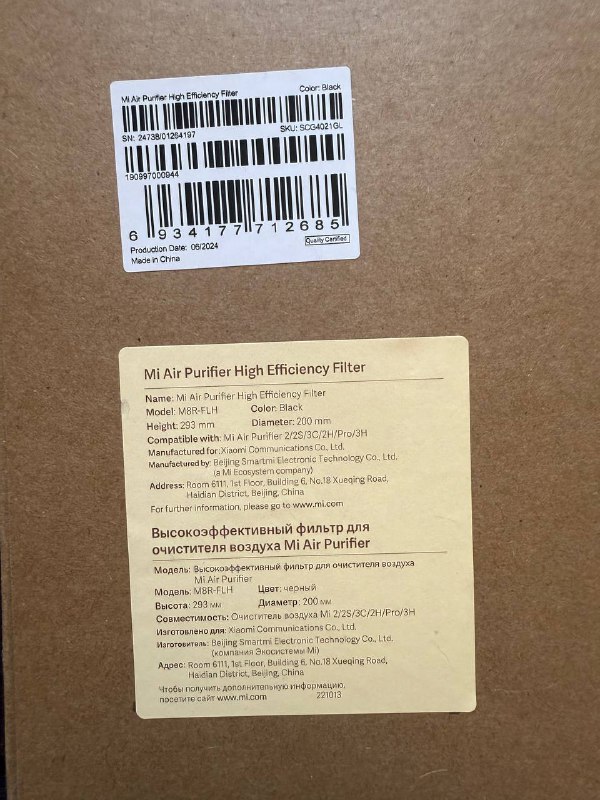 Mi Air Purifier High Efficiency Filter Color: Black
SN: 24738/01264197 SKU: SCG4021GL
190997000944
6 934177 712685
Production Date: 06/2024 Quality Certified
Made in China
Mi Air Purifier High Efficiency Filter
Name: Mi Air Purifier High Efficiency Filter
Model: M8R-FLH Color: Black
Height: 293 mm Diameter: 200 mm
Compatible with: Mi Air Purifier 2/2S/3C/2H/Pro/3H
Manufactured for: Xiaomi Communications Co., Ltd.
Manufactured by: Beijing Smartmi Electronic Technology Co., Ltd.
(a Mi Ecosystem company)
Address: Room 6111, 1st Floor, Building 6, No.18 Xueqing Road,
Haidian District, Beijing, China
For further information, please go to www.mi.com
Высокоэффективный фильтр для
очистителя воздуха Mi Air Purifier
Модель: Высокоэффективный фильтр для очистителя воздуха
Mi Air Purifier
Модель: M8R-FLH Цвет: черный
Высота: 293 мм Диаметр: 200 мм
Совместимость: Очиститель воздуха Mi 2/2S/3C/2H/Pro/3H
Изготовлено для: Xiaomi Communications Co., Ltd.
Изготовитель: Beijing Smartmi Electronic Technology Co., Ltd.
(компания Экосистемы Mi)
Адрес: Room 6111, 1st Floor, Building 6, No.18 Xueqing Road,
Haidian District, Beijing, China
Чтобы получить дополнительную информацию,
посетите сайт www.mi.com 221013